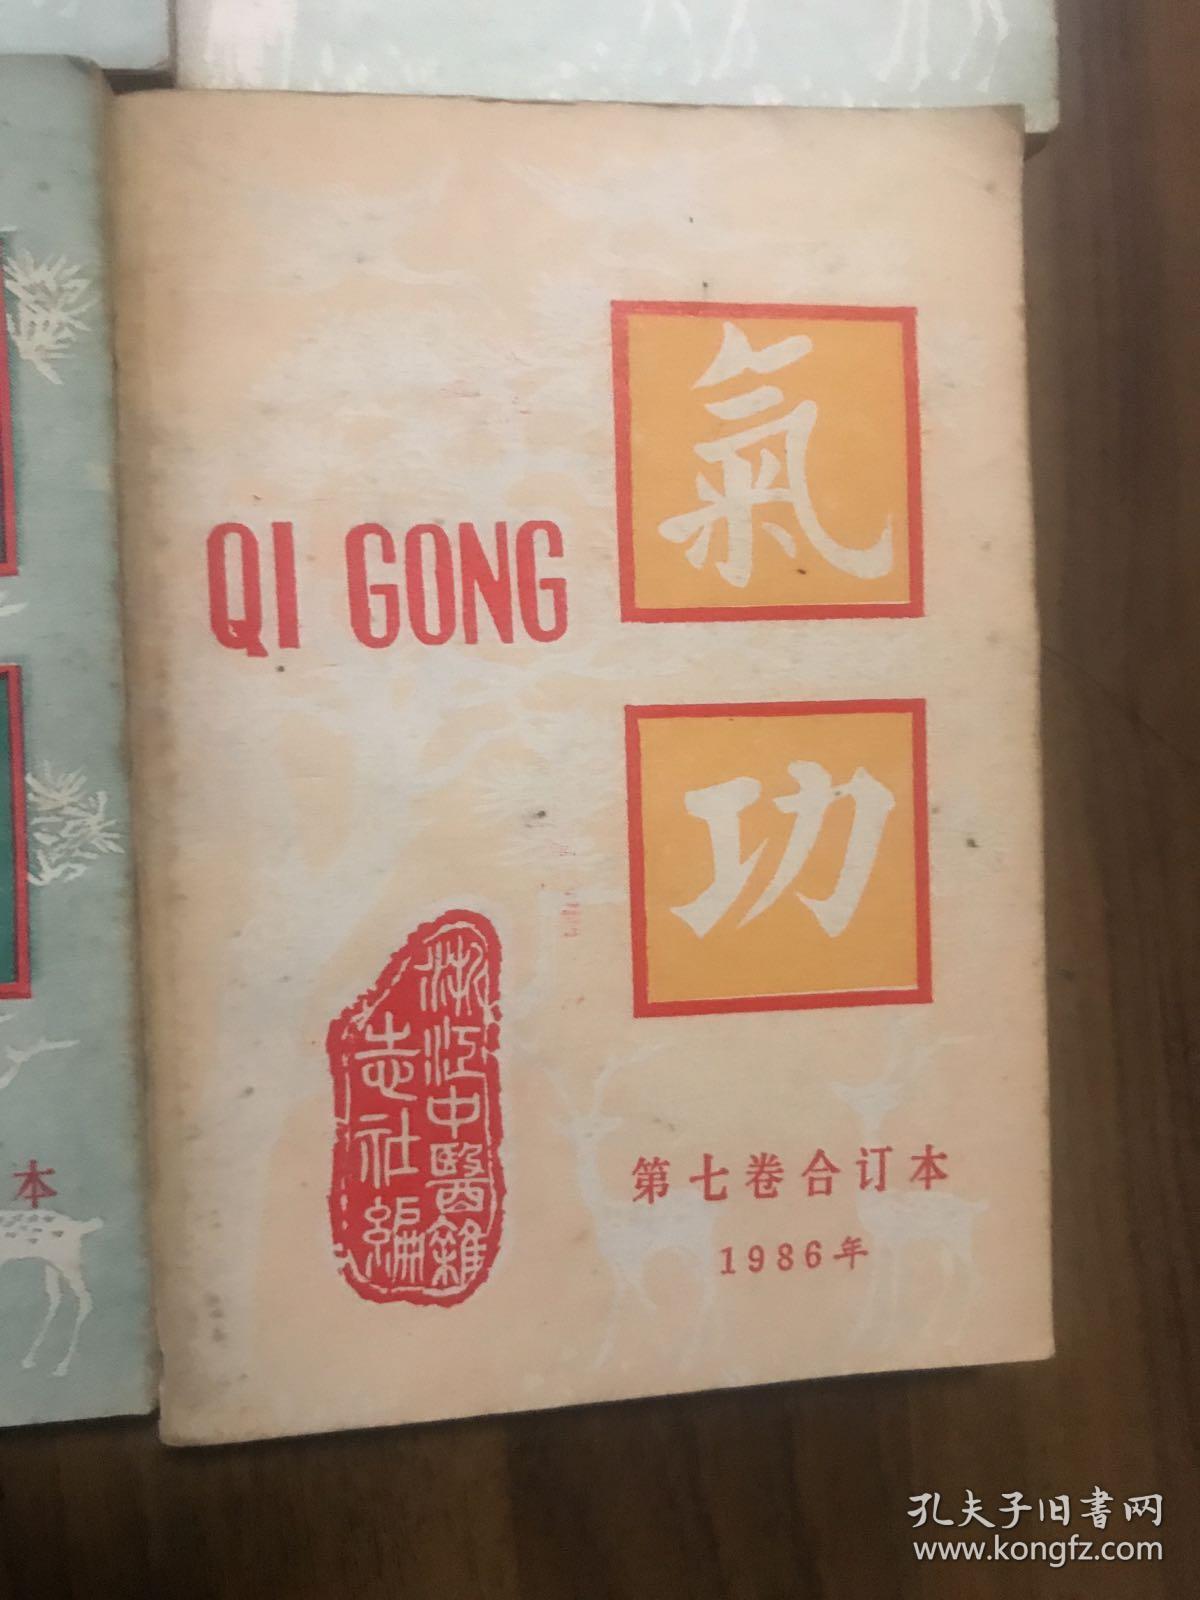 氣
功
QI GONG
浙江中醫雜
志社編
第七卷合订本
1986年
本
孔夫子旧书网
www.kongfz.com